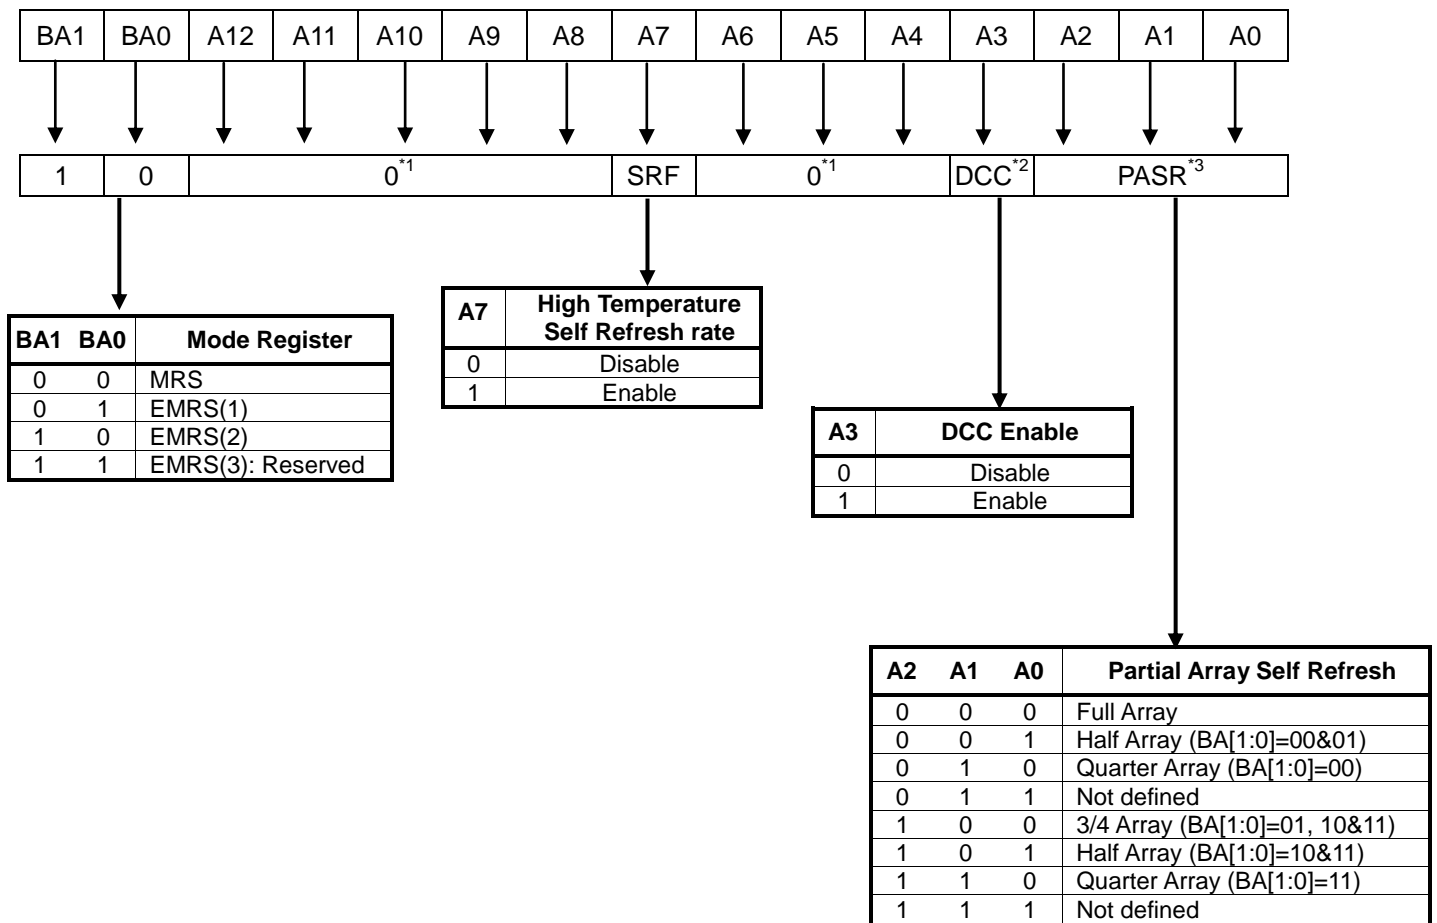 BA1 BA0 A12 A11 A10 A9 A8 A7 A6 A5 A4 A3 A2 A1 A0
1 0 0*1 SRF 0*1 DCC*2 PASR*3
BA1 BA0 Mode Register
0 0 MRS
0 1 EMRS(1)
1 0 EMRS(2)
1 1 EMRS(3): Reserved
A7 High Temperature
Self Refresh rate
0 Disable
1 Enable
A3 DCC Enable
0 Disable
1 Enable
A2 A1 A0 Partial Array Self Refresh
0 0 0 Full Array
0 0 1 Half Array (BA[1:0]=00&01)
0 1 0 Quarter Array (BA[1:0]=00)
0 1 1 Not defined
1 0 0 3/4 Array (BA[1:0]=01, 10&11)
1 0 1 Half Array (BA[1:0]=10&11)
1 1 0 Quarter Array (BA[1:0]=11)
1 1 1 Not defined